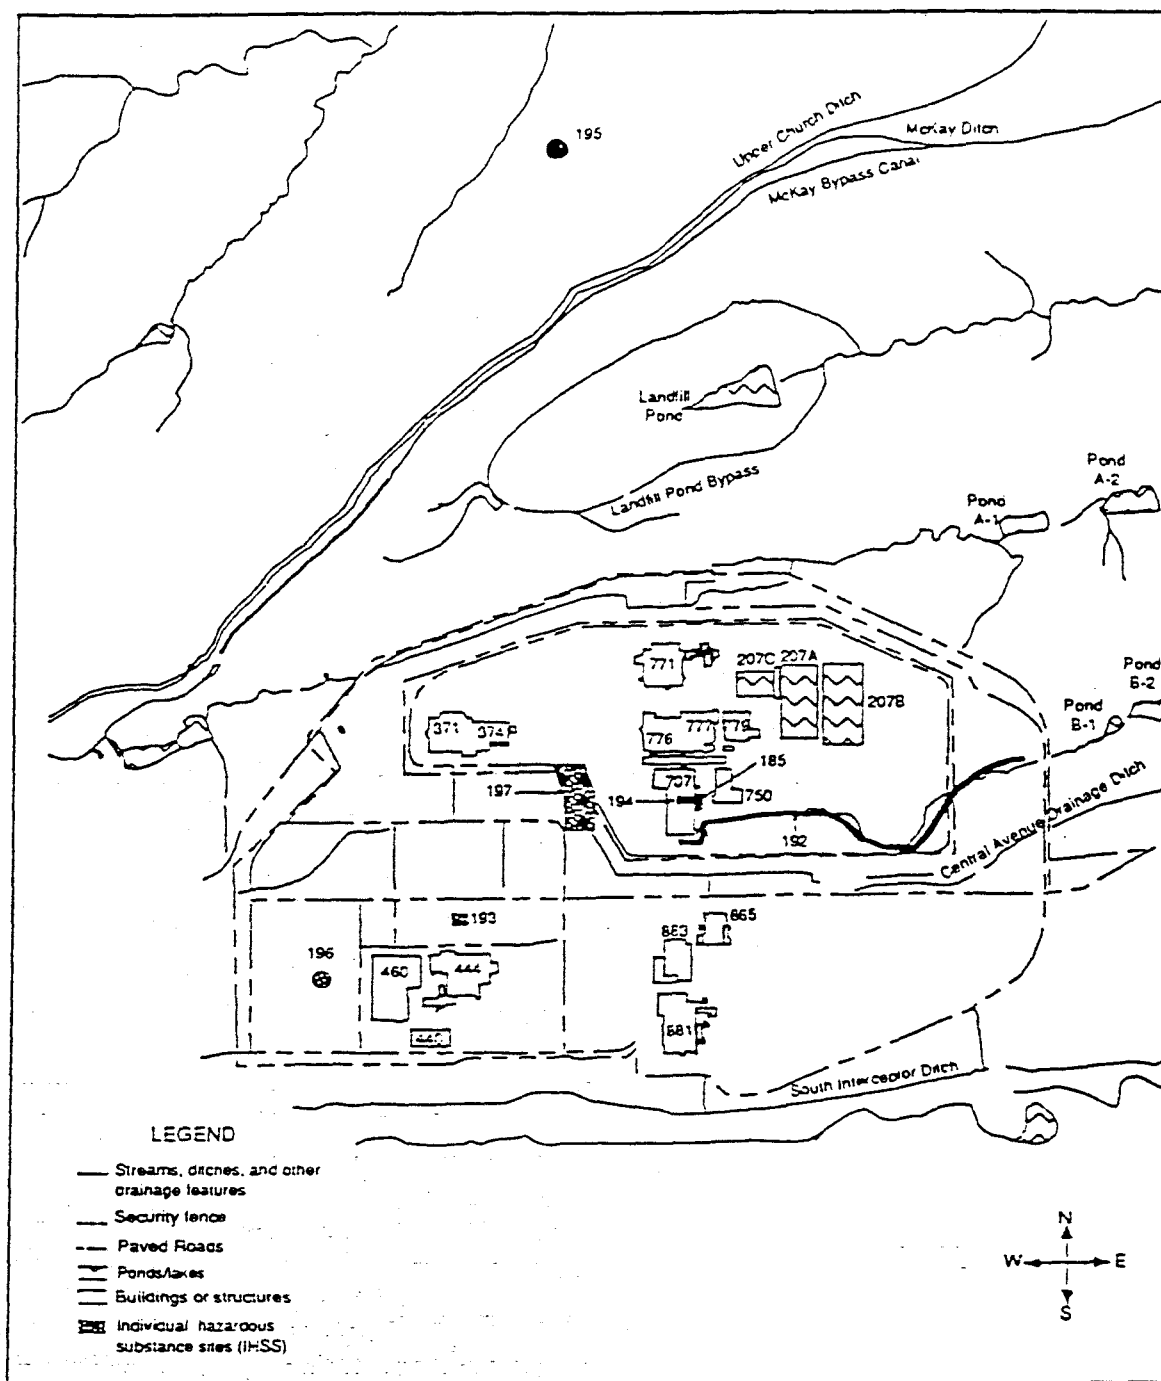 195
Upper Church Ditch
McKay Ditch
McKay Bypass Canal
Landfill
Pond
Landfill Pond Bypass
Pond
A-1
Pond
A-2
771
207C
207A
207B
Pond
B-2
Pond
B-1
371
374
776
777
779
185
197
194
707
750
192
Central Avenue Drainage Ditch
193
865
883
196
460
444
881
South Interceptor Ditch
LEGEND
Streams, ditches, and other
drainage features
Security fence
Paved Roads
Ponds/lakes
Buildings or structures
Individual hazardous
substance sites (IHSS)
N
W
E
S